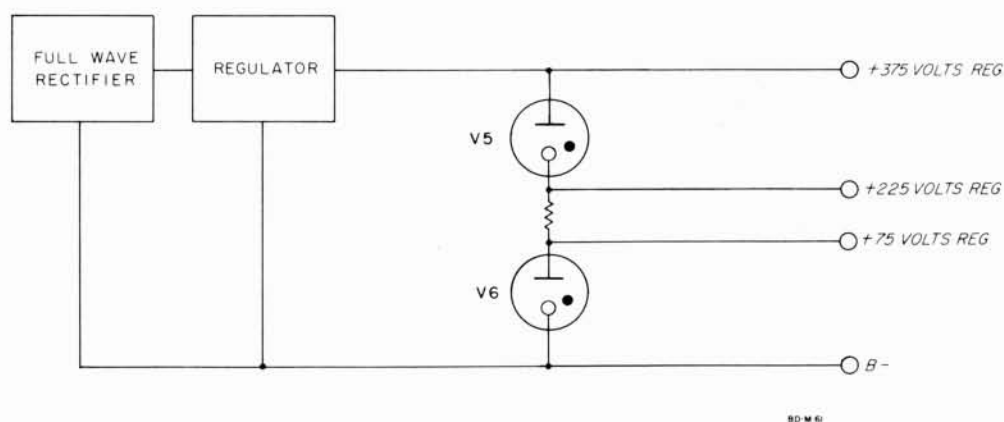 FULL WAVE
RECTIFIER
REGULATOR
+375 VOLTS REG
V5
+225 VOLTS REG
+75 VOLTS REG
V6
B-
BD-M 61